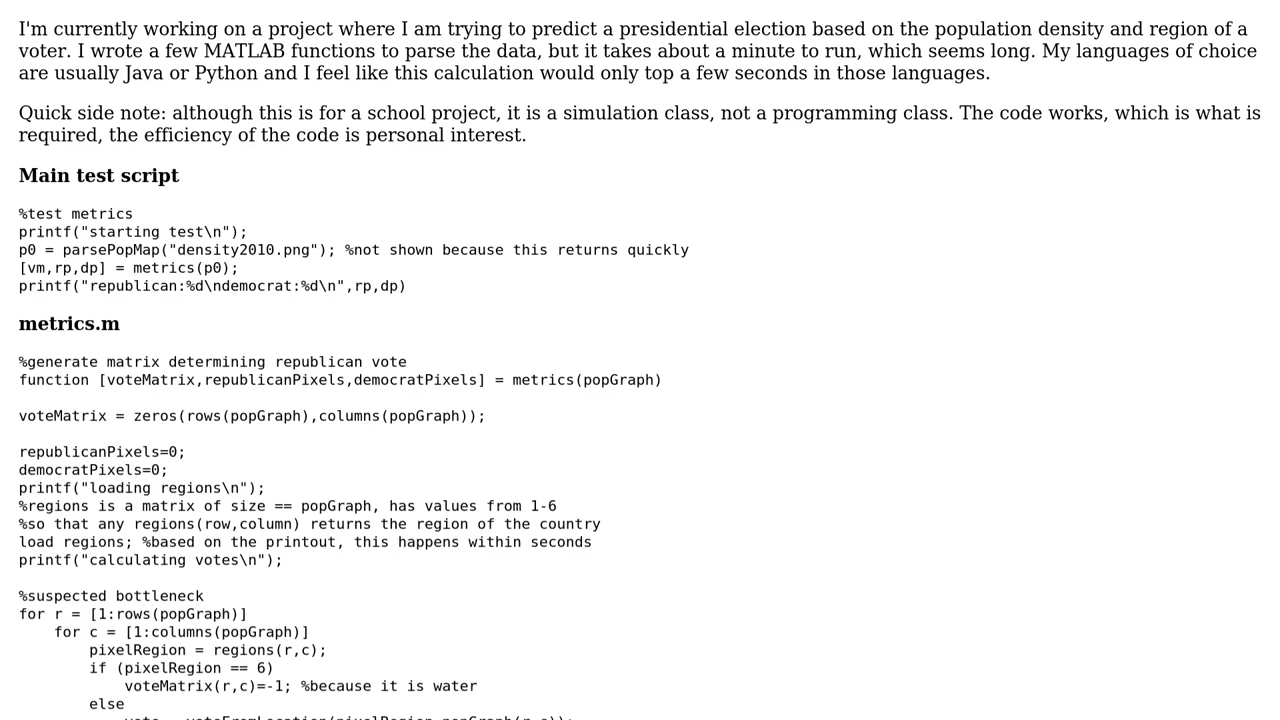 I'm currently working on a project where I am trying to predict a presidential election based on the population density and region of a
voter. I wrote a few MATLAB functions to parse the data, but it takes about a minute to run, which seems long. My languages of choice
are usually Java or Python and I feel like this calculation would only top a few seconds in those languages.
Quick side note: although this is for a school project, it is a simulation class, not a programming class. The code works, which is what is
required, the efficiency of the code is personal interest.
Main test script
%test metrics
printf("starting test\n");
p0 = parsePopMap("density2010.png"); %not shown because this returns quickly
[vm,rp,dp] = metrics(p0);
printf("republican:%d\ndemocrat:%d\n",rp,dp)
metrics.m
%generate matrix determining republican vote
function [voteMatrix,republicanPixels,democratPixels] = metrics(popGraph)
voteMatrix = zeros(rows(popGraph),columns(popGraph));
republicanPixels=0;
democratPixels=0;
printf("loading regions\n");
%regions is a matrix of size == popGraph, has values from 1-6
%so that any regions(row,column) returns the region of the country
load regions; %based on the printout, this happens within seconds
printf("calculating votes\n");
%suspected bottleneck
for r = [1:rows(popGraph)]
    for c = [1:columns(popGraph)]
        pixelRegion = regions(r,c);
        if (pixelRegion == 6)
            voteMatrix(r,c)=-1; %because it is water
        else